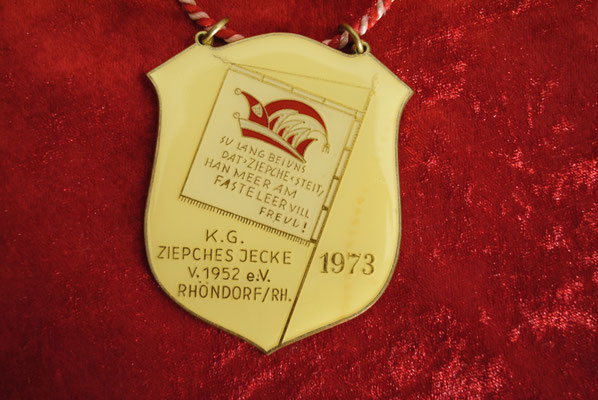 SU LANG BEI UNS
DAT »ZIEPCHE« STEIT,
HAN MEER AM
FASTELEER VILL
FREUD!
K.G.
ZIEPCHES JECKE
V. 1952 e.V.
RHÖNDORF/RH.
1973